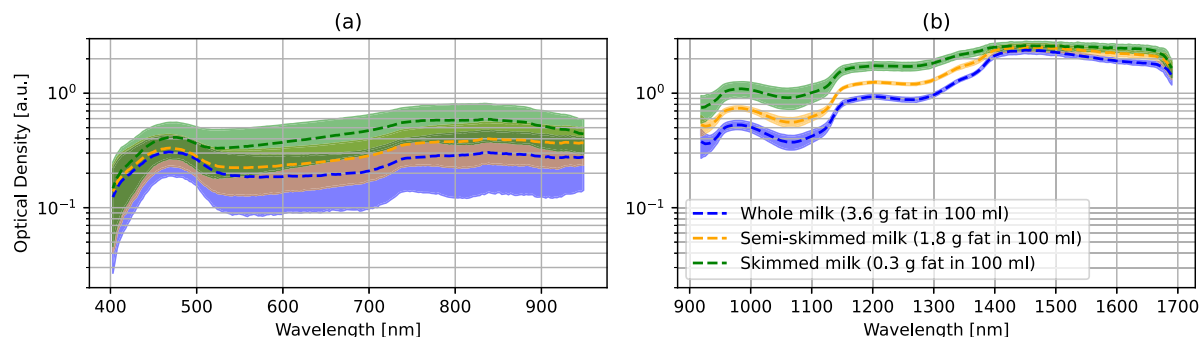 (a)
(b)
Optical Density [a.u.]
10⁰
10⁻¹
400 500 600 700 800 900
Wavelength [nm]
10⁰
10⁻¹
Whole milk (3.6 g fat in 100 ml)
Semi-skimmed milk (1.8 g fat in 100 ml)
Skimmed milk (0.3 g fat in 100 ml)
900 1000 1100 1200 1300 1400 1500 1600 1700
Wavelength [nm]